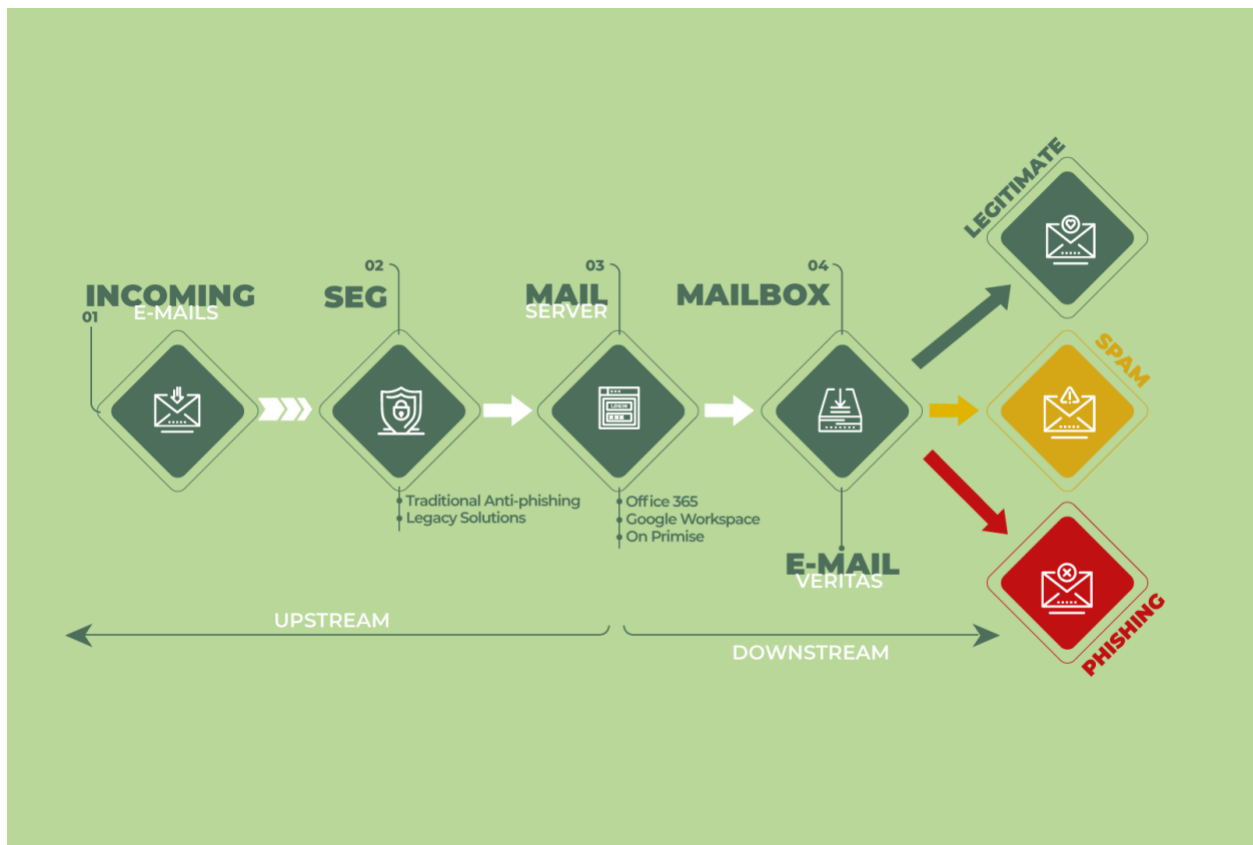 01
INCOMING
E-MAILS
02
SEG
Traditional Anti-phishing
Legacy Solutions
03
MAIL
SERVER
LOGIN
Office 365
Google Workspace
On Primise
04
MAILBOX
E-MAIL
VERITAS
LEGITIMATE
SPAM
PHISHING
UPSTREAM
DOWNSTREAM